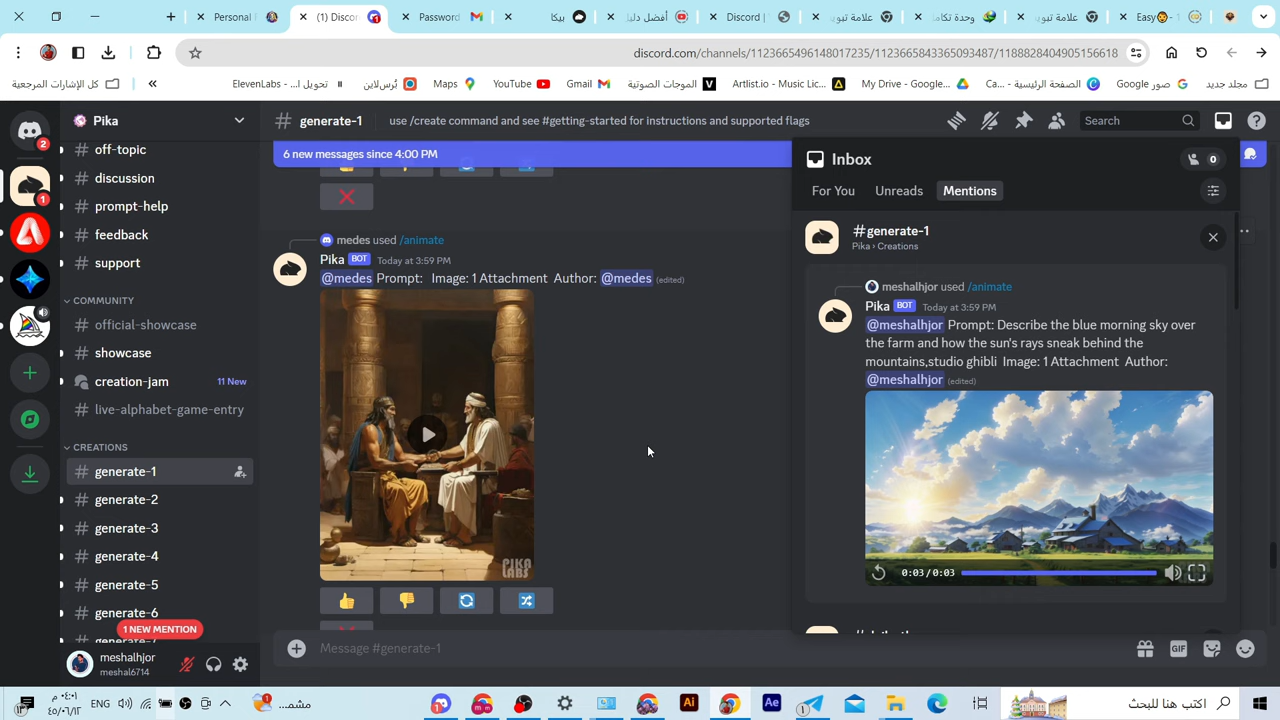 Personal I
(1) Discor
Password
بيكا
أفضل دليل
Discord |
علامة تبوي
وحدة تكاما
علامة تبوي
Easy - 1
discord.com/channels/1123665496148017235/1123665843365093487/1188828404905156618
كل الإشارات المرجعية
ElevenLabs - تحويل ا...
بُرس‌لاين
Maps
YouTube
Gmail
الموجات الصوتية
Artlist.io - Music Lic...
My Drive - Google...
الصفحة الرئيسية - Ca...
صور Google
مجلد جديد
Pika
generate-1
use /create command and see #getting-started for instructions and supported flags
Search
6 new messages since 4:00 PM
off-topic
discussion
prompt-help
feedback
support
COMMUNITY
official-showcase
showcase
creation-jam
11 New
live-alphabet-game-entry
CREATIONS
generate-1
generate-2
generate-3
generate-4
generate-5
generate-6
1 NEW MENTION
meshalhjor
meshal6714
medes used /animate
Pika BOT Today at 3:59 PM
@medes Prompt: Image: 1 Attachment Author: @medes (edited)
PIKA
LABS
Message #generate-1
GIF
Inbox
0
For You
Unreads
Mentions
#generate-1
Pika › Creations
meshalhjor used /animate
Pika BOT Today at 3:59 PM
@meshalhjor Prompt: Describe the blue morning sky over
the farm and how the sun's rays sneak behind the
mountains,studio ghibli Image: 1 Attachment Author:
@meshalhjor (edited)
0:03/0:03
ENG
مشم...
اكتب هنا للبحث